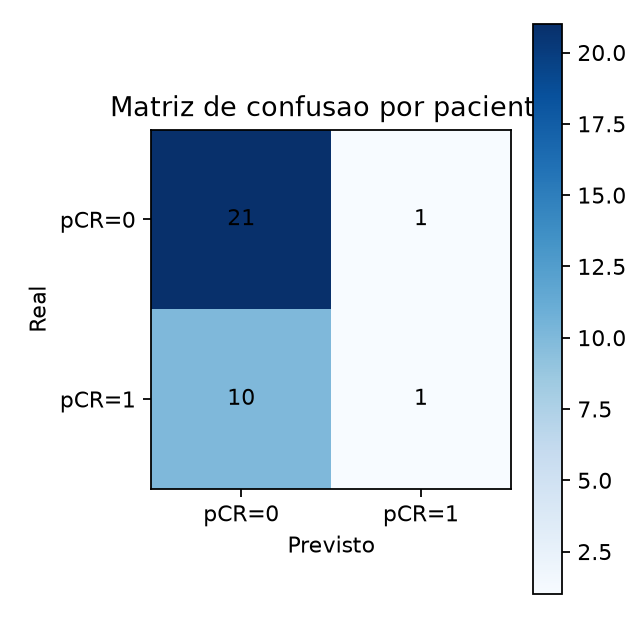 Matriz de confusao por pacient
20.0
17.5
15.0
12.5
10.0
7.5
5.0
2.5
Real
pCR=0
21
1
pCR=1
10
1
pCR=0
pCR=1
Previsto